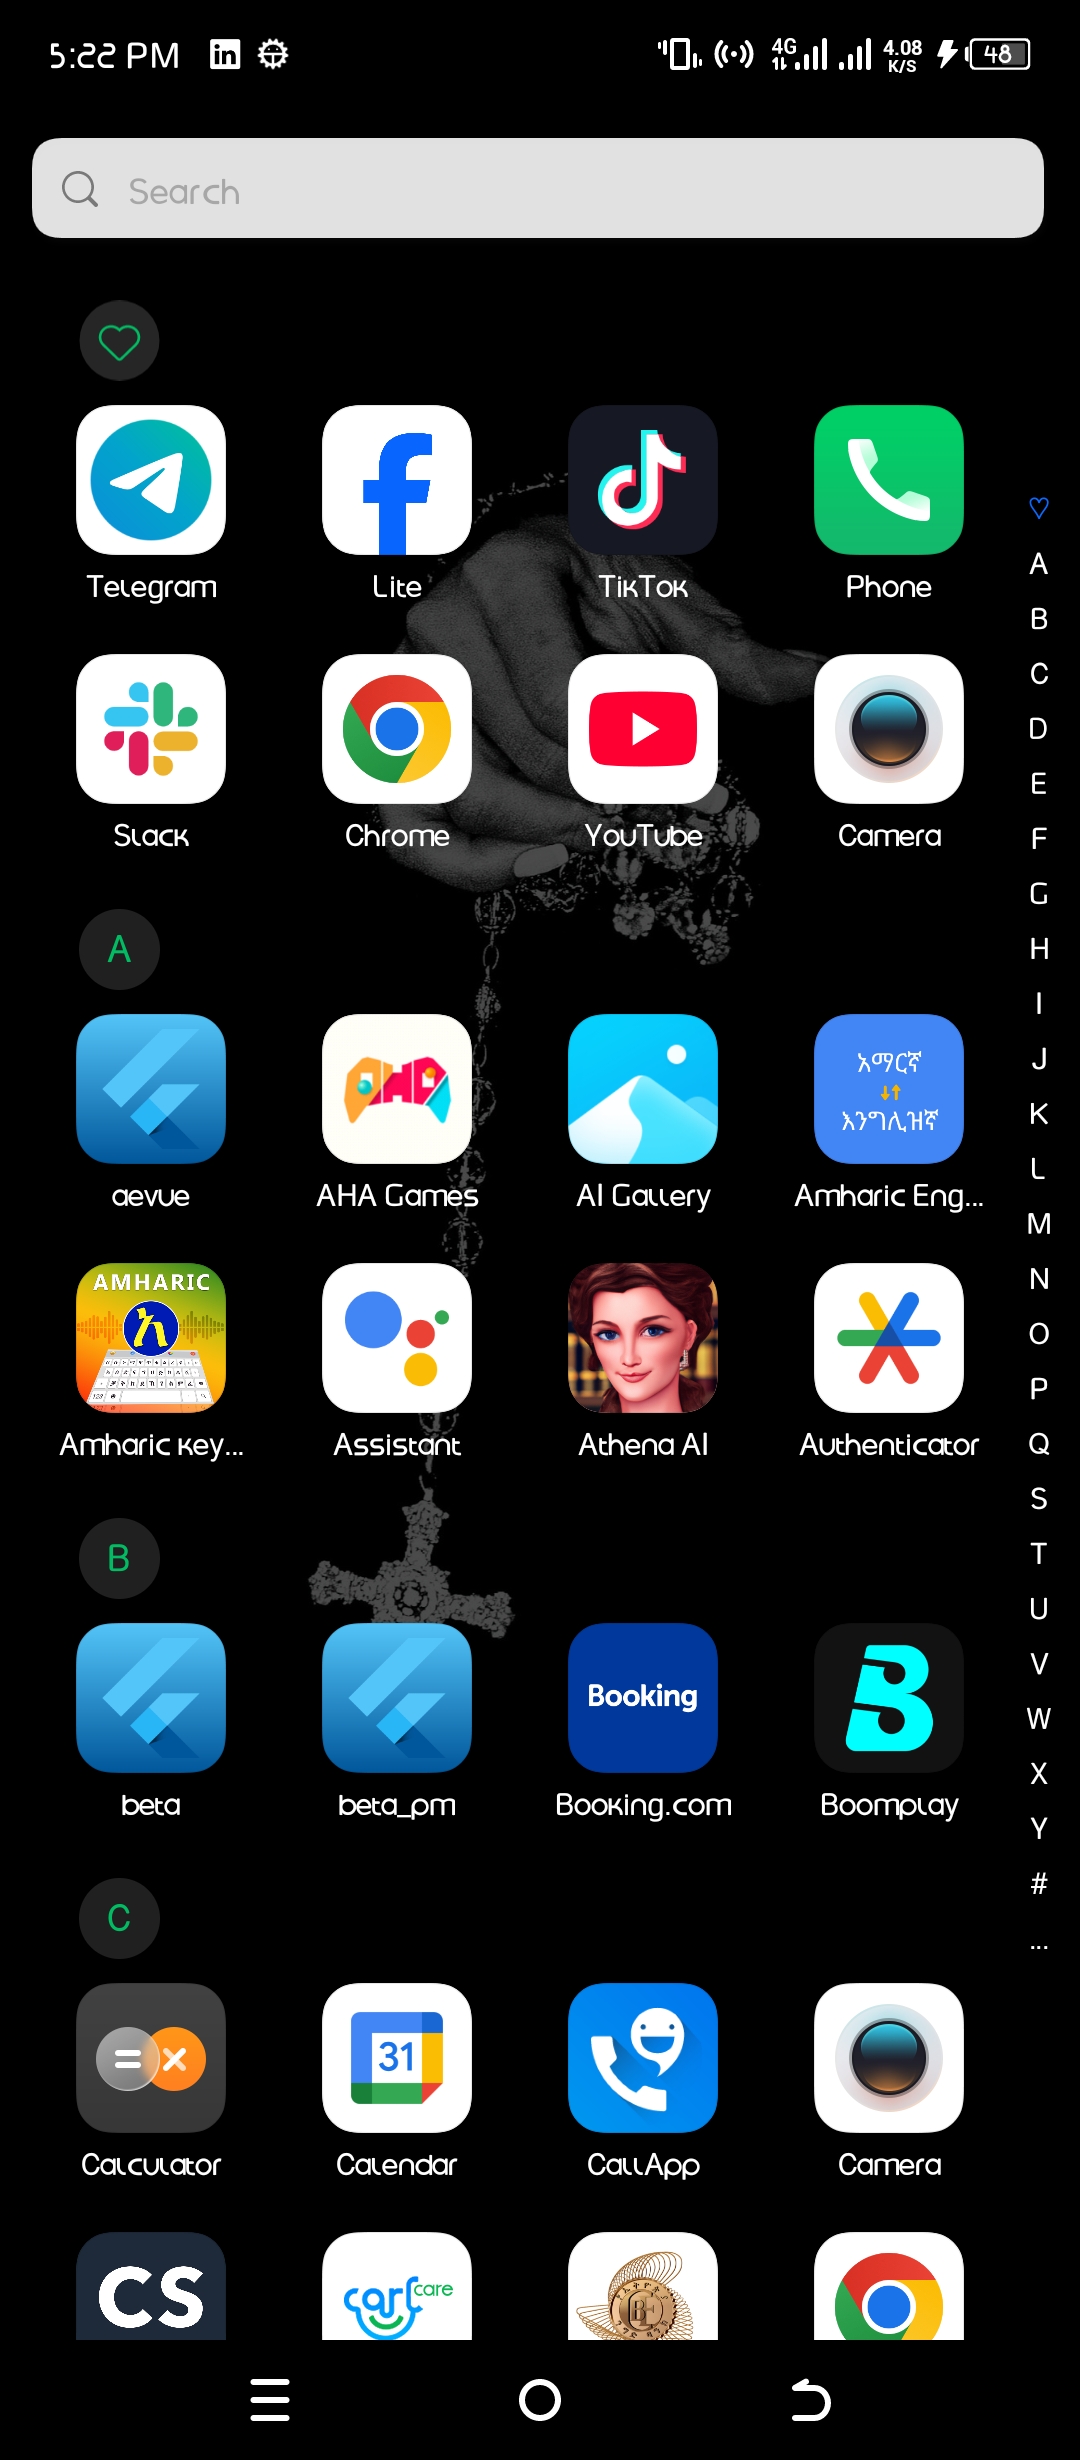 5:22 PM
4G
4.08
K/S
48
Search
Telegram Lite TikTok Phone
Slack Chrome YouTube Camera
A
አማርኛ
እንግሊዝኛ
aevue AHA Games AI Gallery Amharic Eng...
AMHARIC
አ
Amharic key... Assistant Athena AI Authenticator
B
Booking
beta beta_pm Booking.com Boomplay
C
31
Calculator Calendar CallApp Camera
CS
carlcare
♡
A
B
C
D
E
F
G
H
I
J
K
L
M
N
O
P
Q
S
T
U
V
W
X
Y
#
...